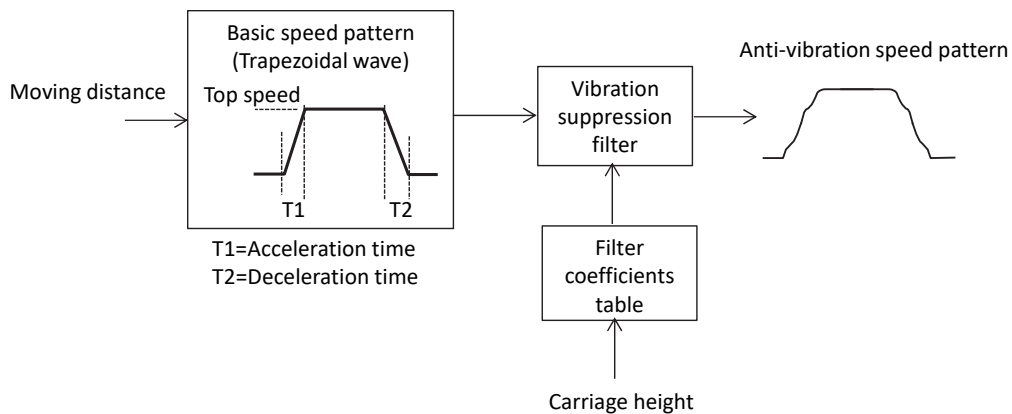 Basic speed pattern
(Trapezoidal wave)
Anti-vibration speed pattern
Moving distance
Top speed
Vibration
suppression
filter
T1
T2
T1=Acceleration time
T2=Deceleration time
Filter
coefficients
table
Carriage height